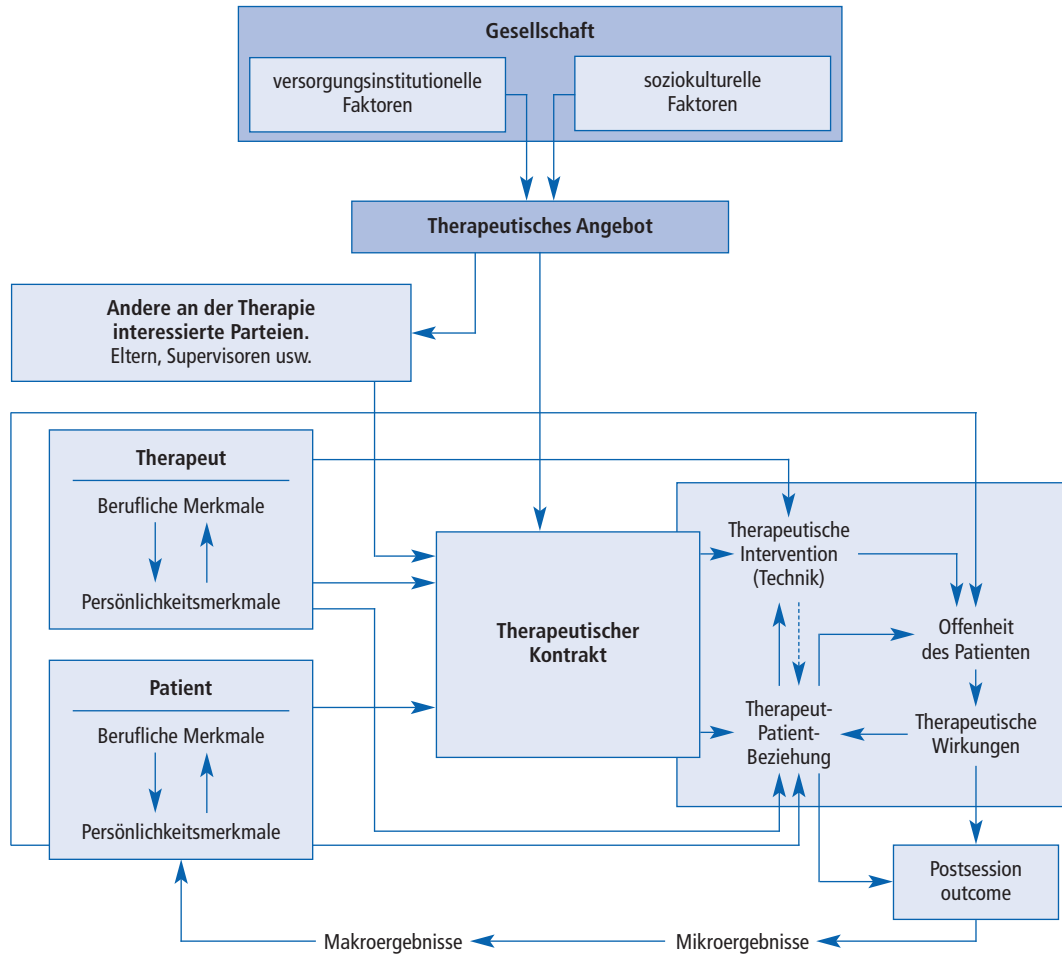 Gesellschaft
versorgungsinstitutionelle
Faktoren
soziokulturelle
Faktoren
Therapeutisches Angebot
Andere an der Therapie
interessierte Parteien.
Eltern, Supervisoren usw.
Therapeut
Berufliche Merkmale
Persönlichkeitsmerkmale
Patient
Berufliche Merkmale
Persönlichkeitsmerkmale
Therapeutischer
Kontrakt
Therapeutische
Intervention
(Technik)
Therapeut-
Patient-
Beziehung
Offenheit
des Patienten
Therapeutische
Wirkungen
Postsession
outcome
Makroergebnisse
Mikroergebnisse